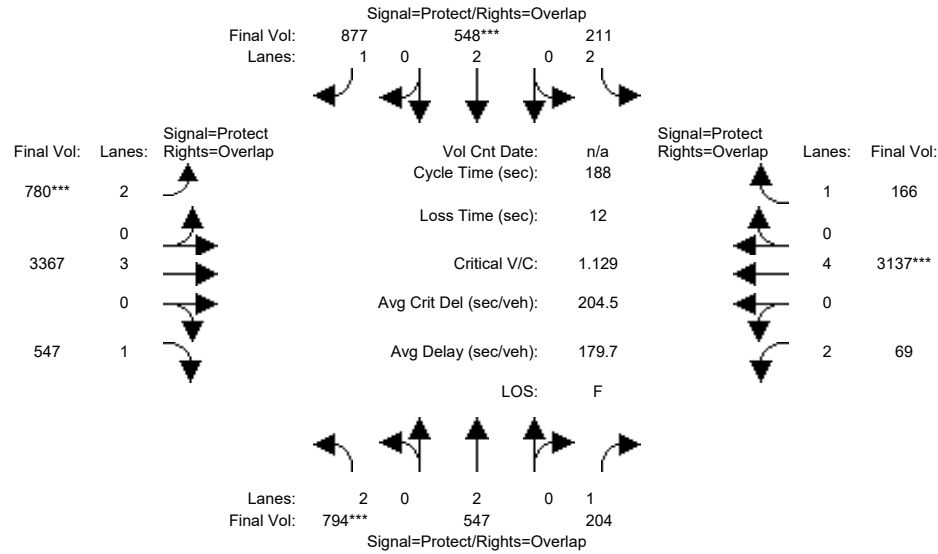 Signal=Protect/Rights=Overlap
Final Vol: 877 548*** 211
Lanes: 1 0 2 0 2
Signal=Protect
Final Vol: Lanes: Rights=Overlap
Vol Cnt Date: n/a
Signal=Protect
Rights=Overlap Lanes: Final Vol:
Cycle Time (sec): 188
780*** 2
1 166
Loss Time (sec): 12
0
0
3367 3
Critical V/C: 1.129
4 3137***
0
Avg Crit Del (sec/veh): 204.5
0
547 1
Avg Delay (sec/veh): 179.7
2 69
LOS: F
Lanes: 2 0 2 0 1
Final Vol: 794*** 547 204
Signal=Protect/Rights=Overlap